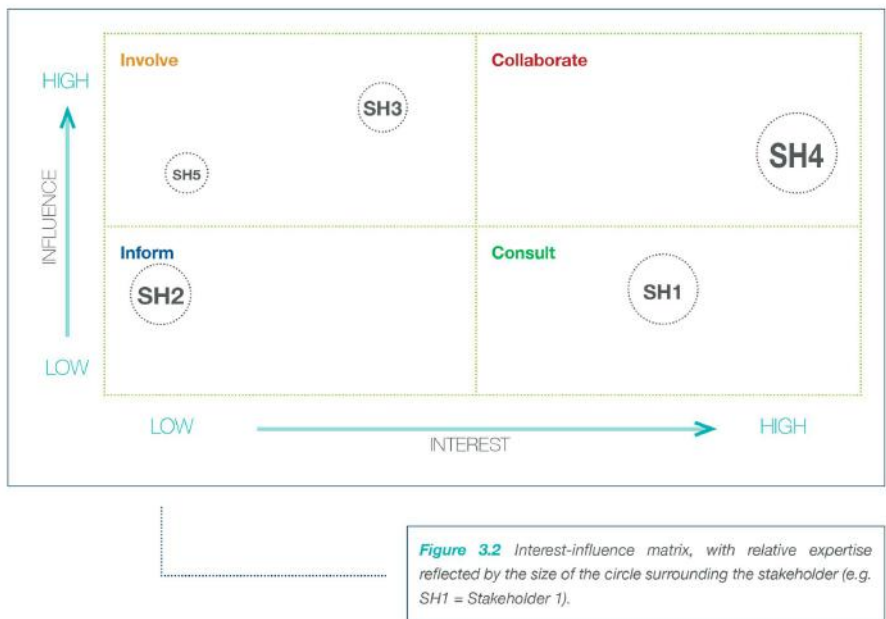 Involve
Collaborate
HIGH
SH3
SH4
SH5
INFLUENCE
Inform
Consult
SH2
SH1
LOW
LOW
HIGH
INTEREST
Figure 3.2 Interest-influence matrix, with relative expertise
reflected by the size of the circle surrounding the stakeholder (e.g.
SH1 = Stakeholder 1).